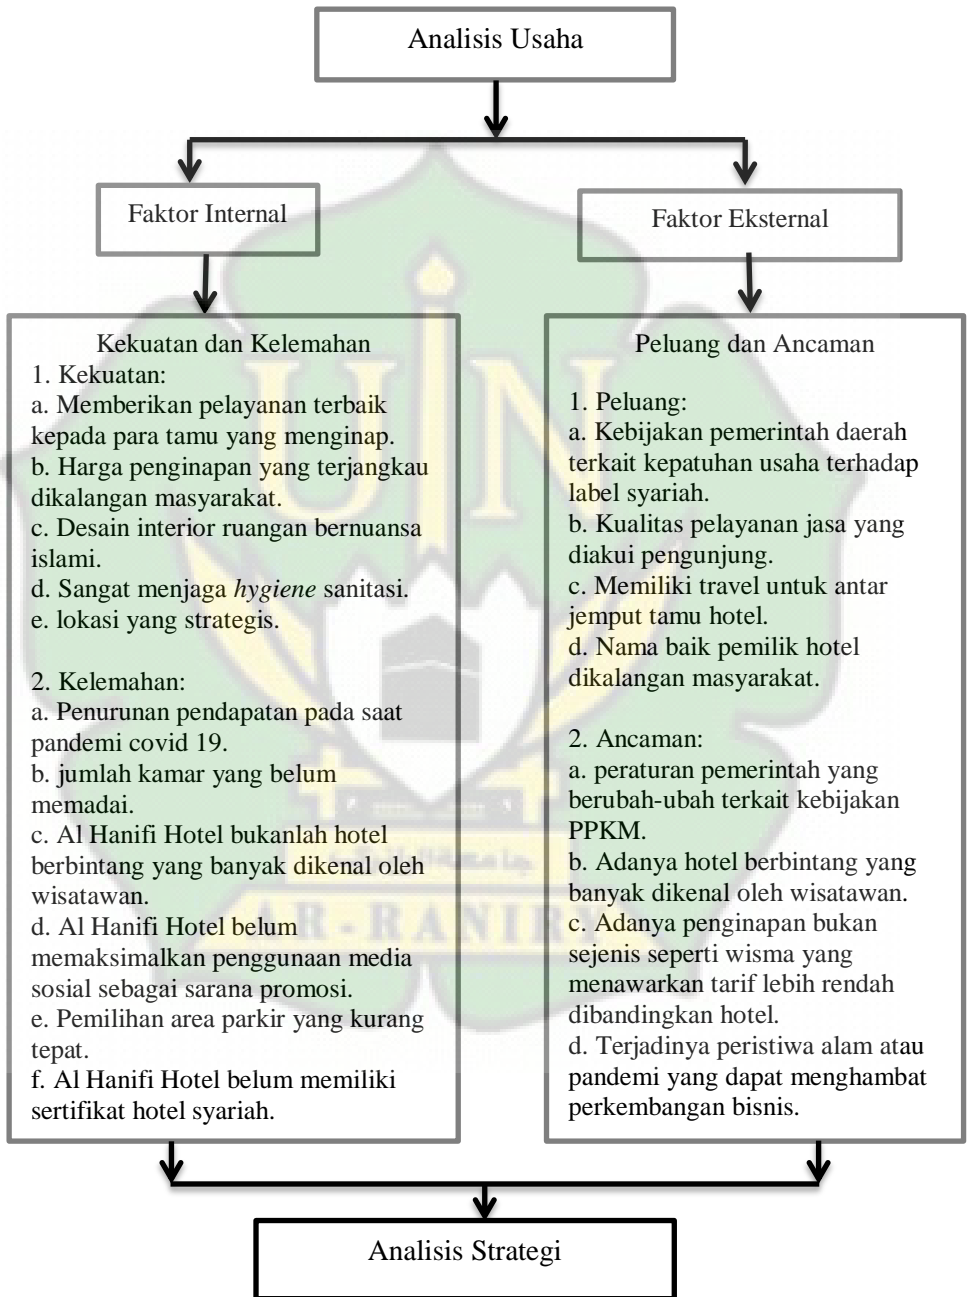 Analisis Usaha
Faktor Internal
Faktor Eksternal
Kekuatan dan Kelemahan
1. Kekuatan:
a. Memberikan pelayanan terbaik
kepada para tamu yang menginap.
b. Harga penginapan yang terjangkau
dikalangan masyarakat.
c. Desain interior ruangan bernuansa
islami.
d. Sangat menjaga hygiene sanitasi.
e. lokasi yang strategis.
2. Kelemahan:
a. Penurunan pendapatan pada saat
pandemi covid 19.
b. jumlah kamar yang belum
memadai.
c. Al Hanifi Hotel bukanlah hotel
berbintang yang banyak dikenal oleh
wisatawan.
d. Al Hanifi Hotel belum
memaksimalkan penggunaan media
sosial sebagai sarana promosi.
e. Pemilihan area parkir yang kurang
tepat.
f. Al Hanifi Hotel belum memiliki
sertifikat hotel syariah.
Peluang dan Ancaman
1. Peluang:
a. Kebijakan pemerintah daerah
terkait kepatuhan usaha terhadap
label syariah.
b. Kualitas pelayanan jasa yang
diakui pengunjung.
c. Memiliki travel untuk antar
jemput tamu hotel.
d. Nama baik pemilik hotel
dikalangan masyarakat.
2. Ancaman:
a. peraturan pemerintah yang
berubah-ubah terkait kebijakan
PPKM.
b. Adanya hotel berbintang yang
banyak dikenal oleh wisatawan.
c. Adanya penginapan bukan
sejenis seperti wisma yang
menawarkan tarif lebih rendah
dibandingkan hotel.
d. Terjadinya peristiwa alam atau
pandemi yang dapat menghambat
perkembangan bisnis.
Analisis Strategi
UIN
AR-RANIRY